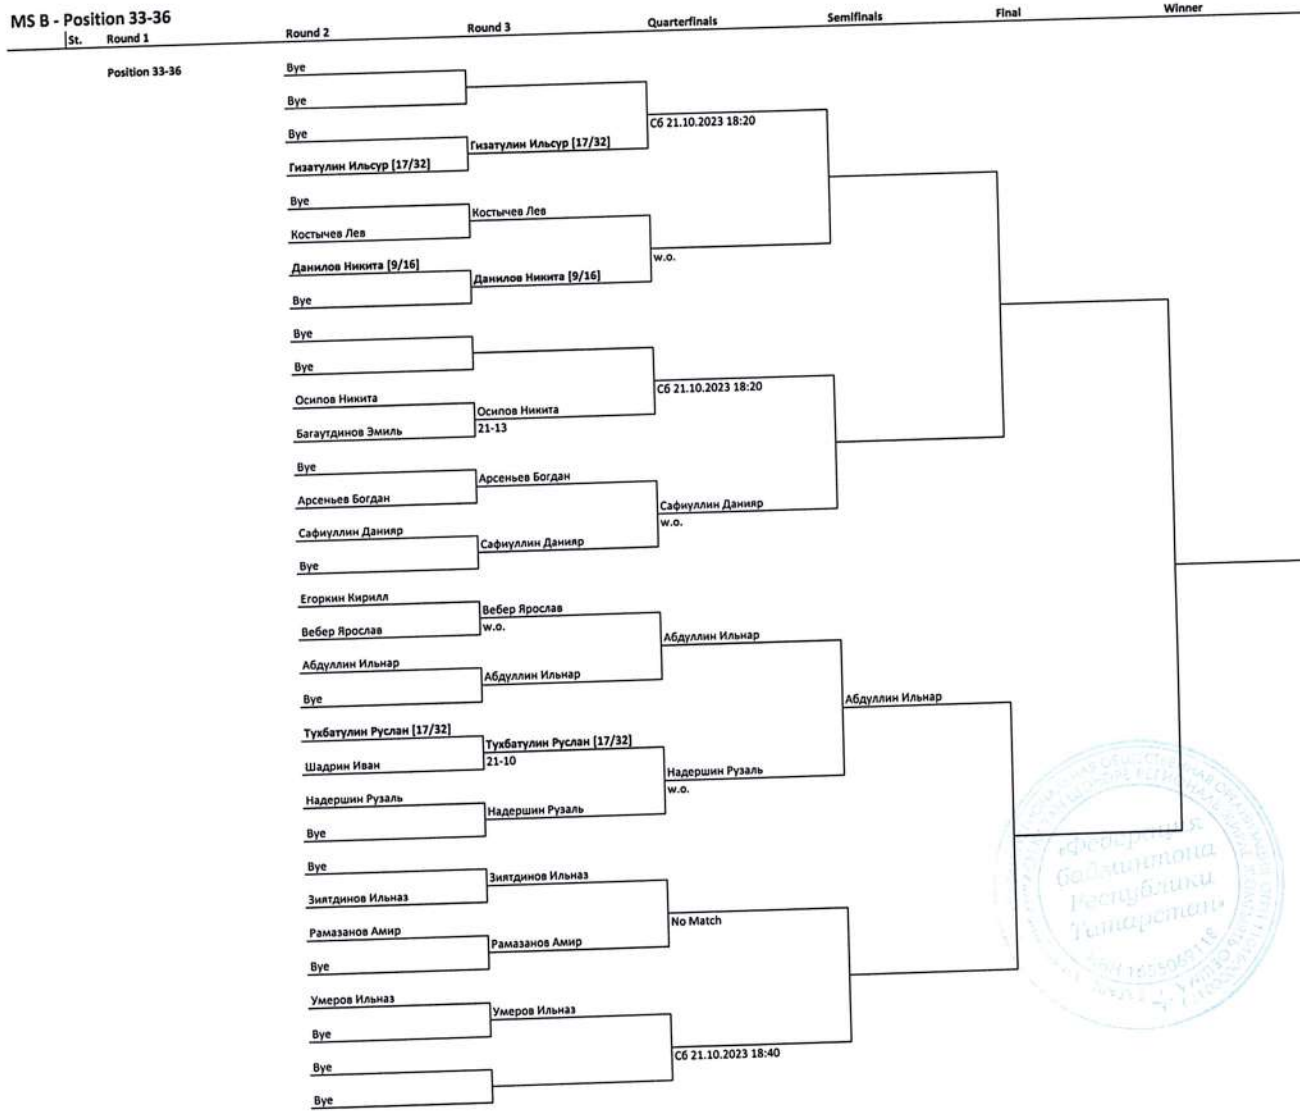 MS B - Position 33-36
St. Round 1 Round 2 Round 3 Quarterfinals Semifinals Final Winner
Position 33-36
Bye
Bye
Сб 21.10.2023 18:20
Bye
Гизатулин Ильсур [17/32]
Гизатулин Ильсур [17/32]
Bye
Костычев Лев
Костычев Лев
w.o.
Данилов Никита [9/16]
Данилов Никита [9/16]
Bye
Bye
Bye
Сб 21.10.2023 18:20
Осипов Никита
Осипов Никита
Багаутдинов Эмиль
21-13
Bye
Арсеньев Богдан
Арсеньев Богдан
Сафиуллин Данияр
w.o.
Сафиуллин Данияр
Сафиуллин Данияр
Bye
Егоркин Кирилл
Вебер Ярослав
Вебер Ярослав
w.o.
Абдуллин Ильнар
Абдуллин Ильнар
Абдуллин Ильнар
Bye
Абдуллин Ильнар
Тухбатулин Руслан [17/32]
Тухбатулин Руслан [17/32]
Шадрин Иван
21-10
Надершин Рузаль
w.o.
Надершин Рузаль
Надершин Рузаль
Bye
Bye
Зиятдинов Ильназ
Зиятдинов Ильназ
No Match
Рамазанов Амир
Рамазанов Амир
Bye
Умеров Ильназ
Умеров Ильназ
Bye
Сб 21.10.2023 18:40
Bye
Bye
«Федерация
бадминтона
Республики
Татарстан»